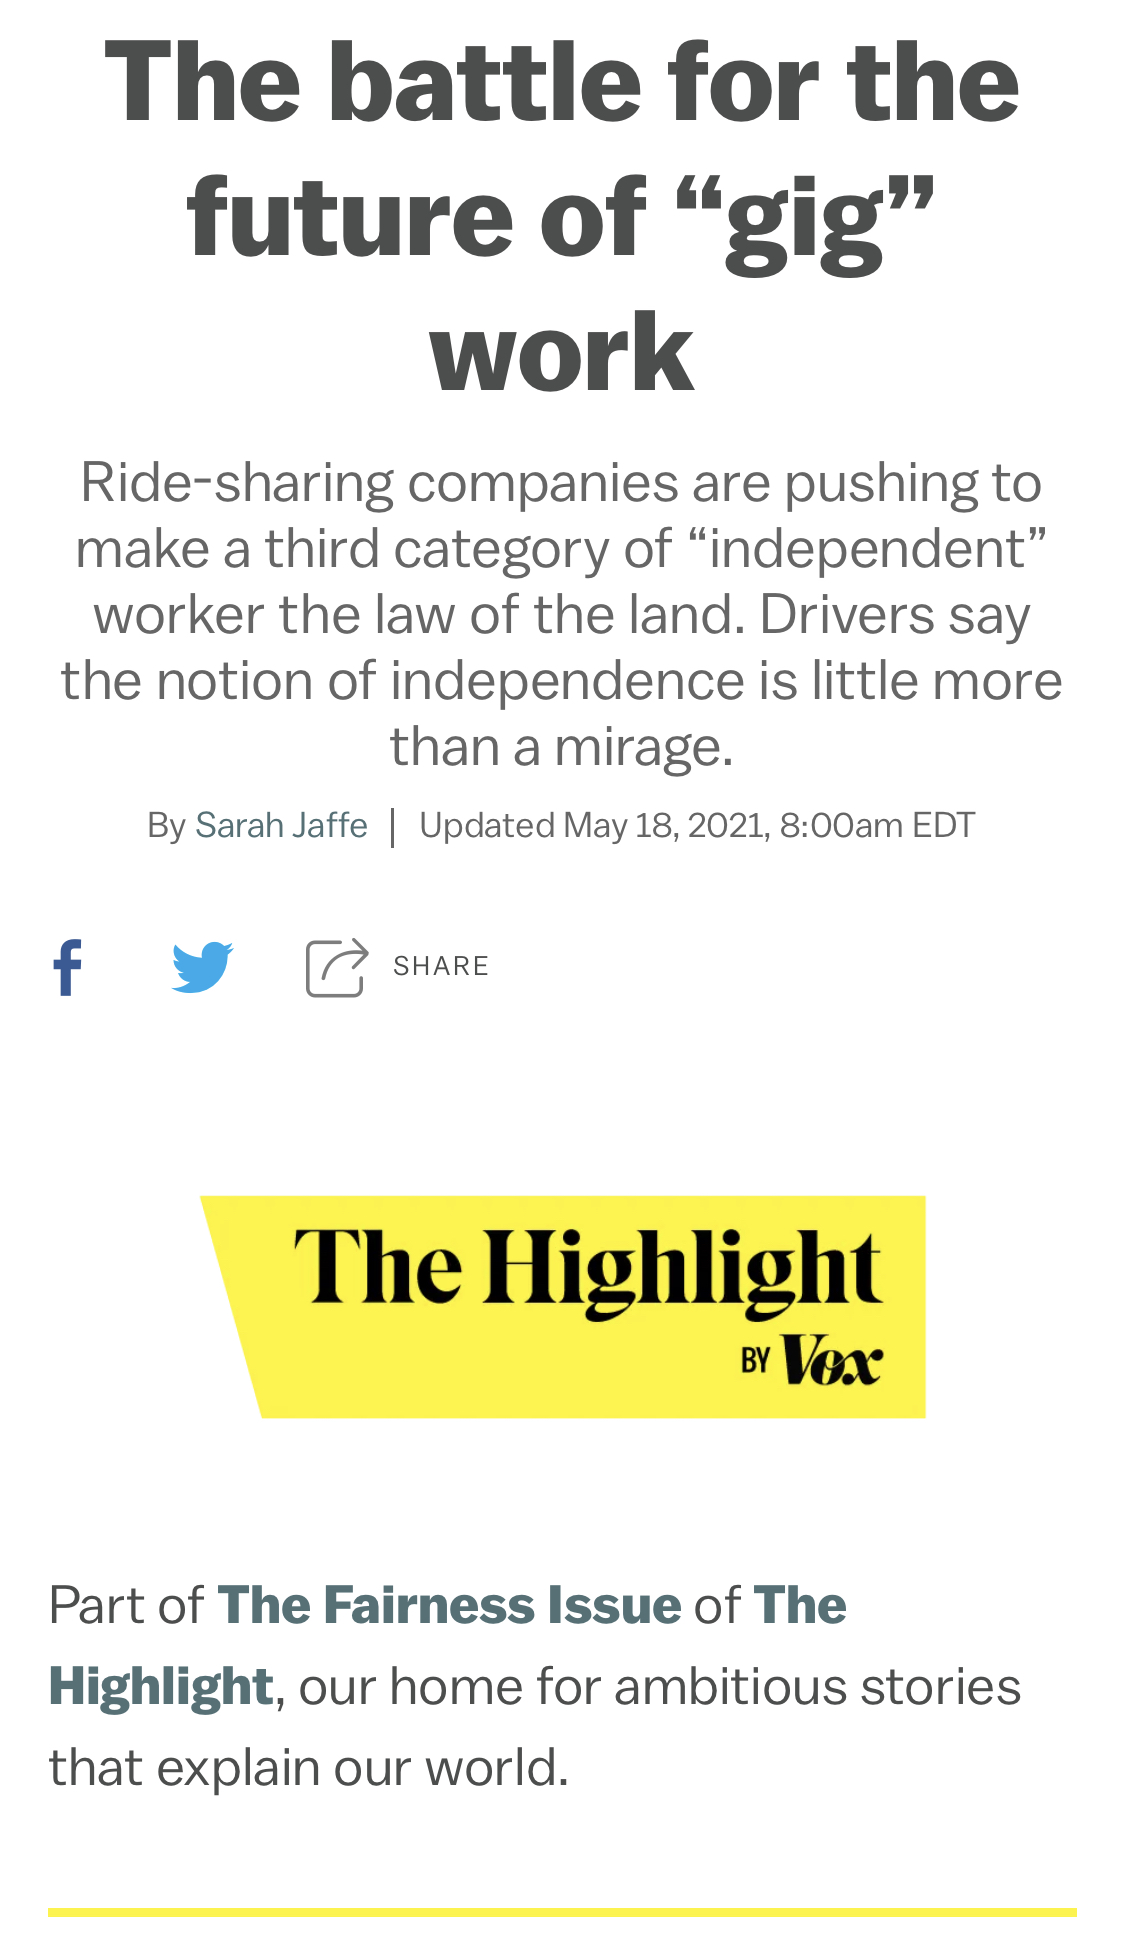 The battle for the
future of “gig”
work
Ride-sharing companies are pushing to
make a third category of “independent”
worker the law of the land. Drivers say
the notion of independence is little more
than a mirage.
By Sarah Jaffe | Updated May 18, 2021, 8:00am EDT
SHARE
The Highlight
BY Vox
Part of The Fairness Issue of The
Highlight, our home for ambitious stories
that explain our world.